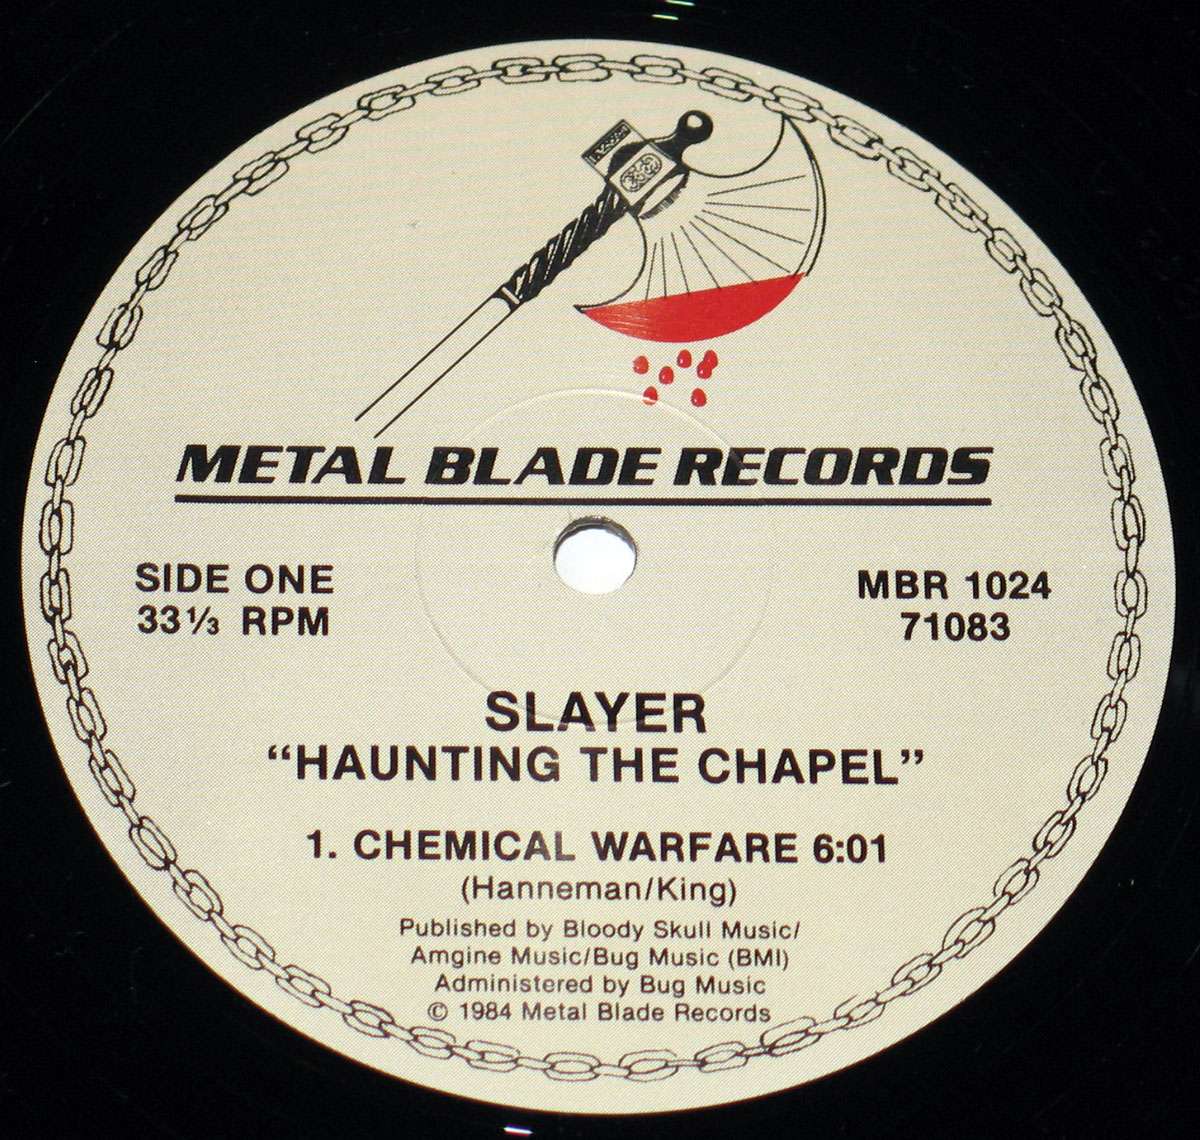 METAL BLADE RECORDS
SIDE ONE
33⅓ RPM
MBR 1024
71083
SLAYER
“HAUNTING THE CHAPEL”
1. CHEMICAL WARFARE 6:01
(Hanneman/King)
Published by Bloody Skull Music/
Amgine Music/Bug Music (BMI)
Administered by Bug Music
© 1984 Metal Blade Records